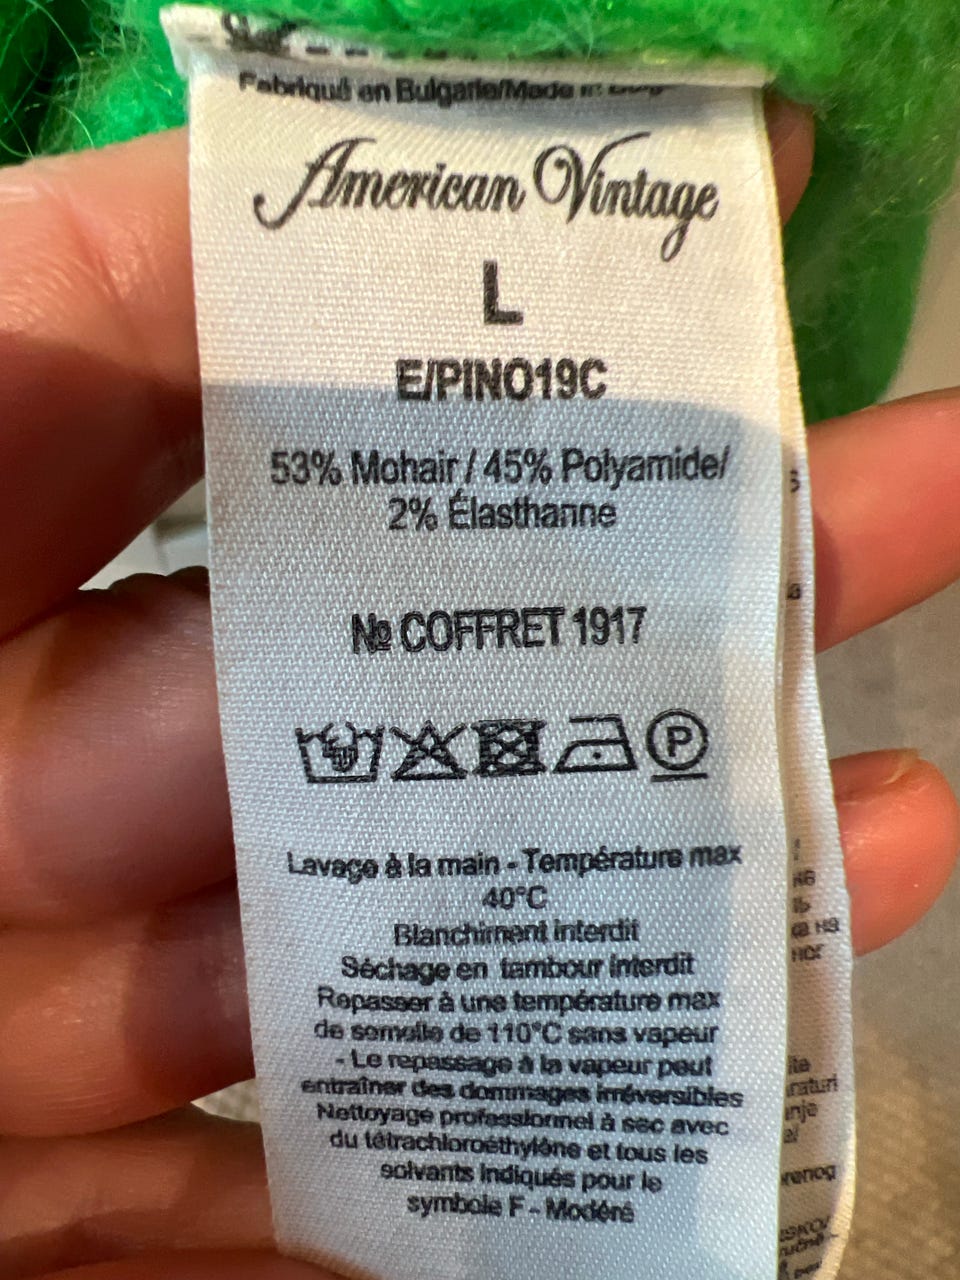 Fabriqué en Bulgarie/Made in
American Vintage
L
E/PINO19C
53% Mohair / 45% Polyamide/
2% Élasthanne
№ COFFRET 1917
P
Lavage à la main - Température max
40°C
Blanchiment interdit
Séchage en tambour interdit
Repasser à une température max
de semelle de 110°C sans vapeur
- Le repassage à la vapeur peut
entraîner des dommages irréversibles
Nettoyage professionnel à sec avec
du tétrachloroéthylène et tous les
solvants indiqués pour le
symbole F - Modéré